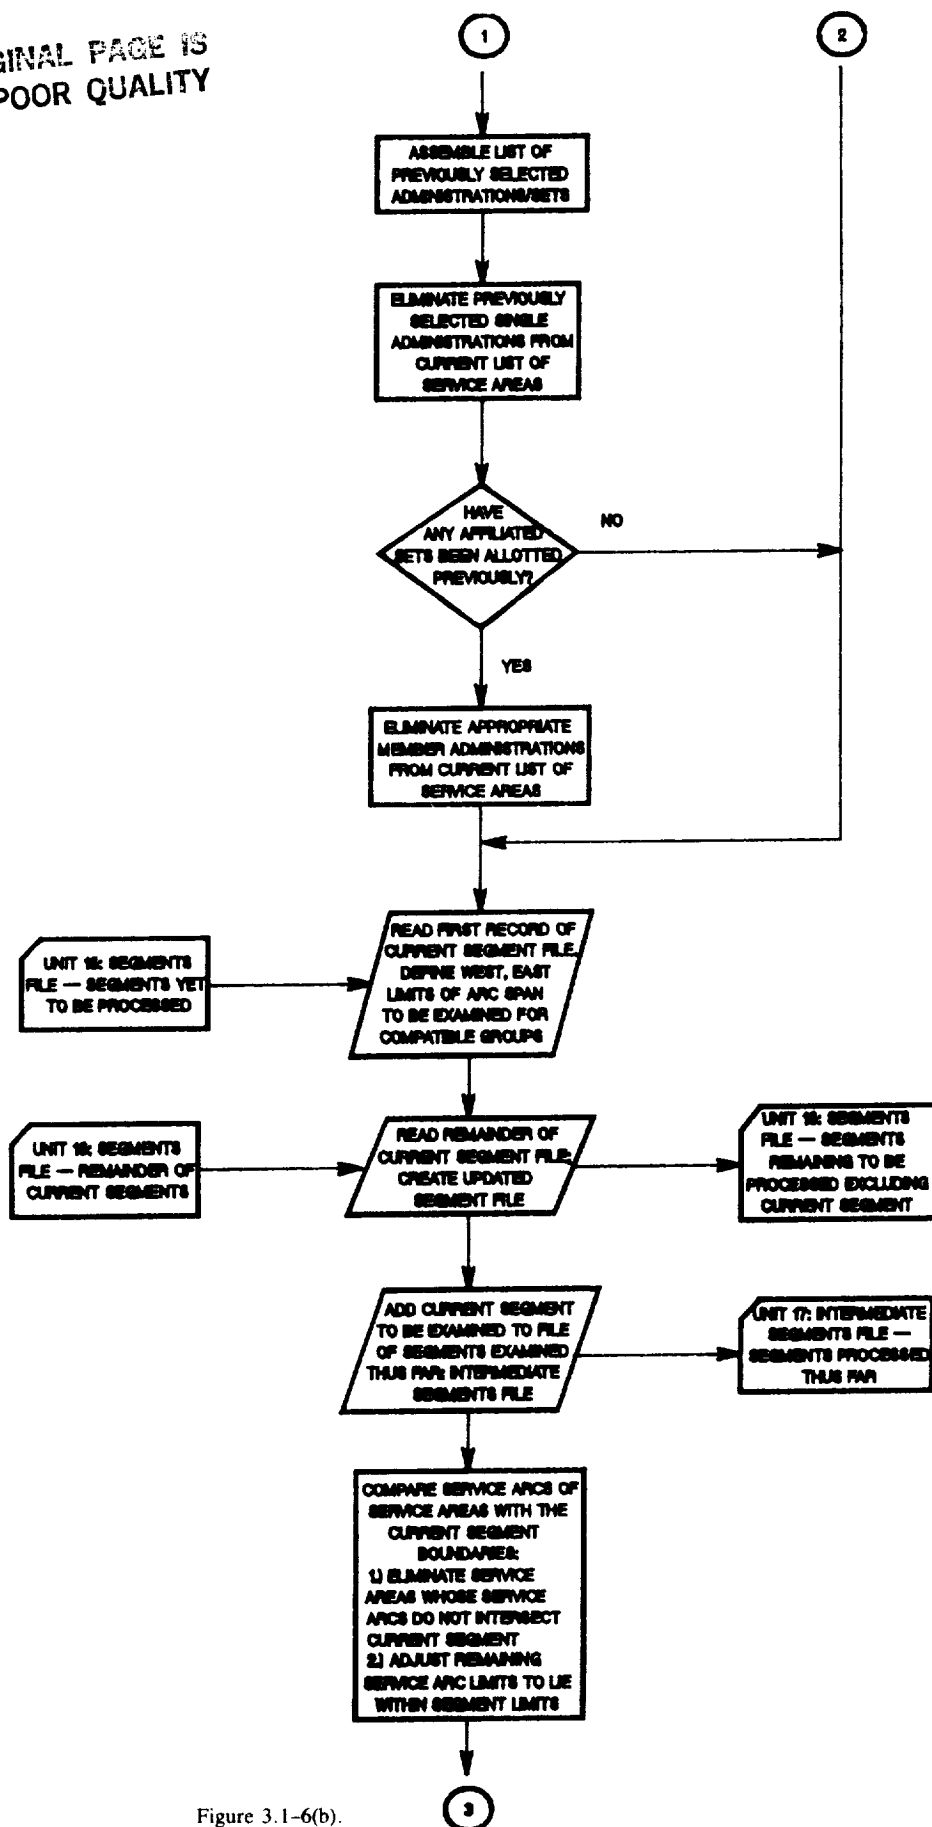 GINAL PAGE IS
POOR QUALITY
1
2
ASSEMBLE LIST OF
PREVIOUSLY SELECTED
ADMINISTRATIONS/SETS
ELIMINATE PREVIOUSLY
SELECTED SINGLE
ADMINISTRATIONS FROM
CURRENT LIST OF
SERVICE AREAS
HAVE
ANY AFFILIATED
SETS BEEN ALLOTTED
PREVIOUSLY?
NO
YES
ELIMINATE APPROPRIATE
MEMBER ADMINISTRATIONS
FROM CURRENT LIST OF
SERVICE AREAS
READ FIRST RECORD OF
CURRENT SEGMENT FILE.
DEFINE WEST, EAST
LIMITS OF ARC SPAN
TO BE EXAMINED FOR
COMPATIBLE GROUPS
UNIT : SEGMENTS
FILE — SEGMENTS YET
TO BE PROCESSED
READ REMAINDER OF
CURRENT SEGMENT FILE;
CREATE UPDATED
SEGMENT FILE
UNIT : SEGMENTS
FILE — REMAINDER OF
CURRENT SEGMENTS
UNIT : SEGMENTS
FILE — SEGMENTS
REMAINING TO BE
PROCESSED EXCLUDING
CURRENT SEGMENT
ADD CURRENT SEGMENT
TO BE EXAMINED TO FILE
OF SEGMENTS EXAMINED
THUS FAR: INTERMEDIATE
SEGMENTS FILE
UNIT 17: INTERMEDIATE
SEGMENTS FILE —
SEGMENTS PROCESSED
THUS FAR
COMPARE SERVICE ARCS OF
SERVICE AREAS WITH THE
CURRENT SEGMENT
BOUNDARIES:
1.) ELIMINATE SERVICE
AREAS WHOSE SERVICE
ARCS DO NOT INTERSECT
CURRENT SEGMENT
2.) ADJUST REMAINING
SERVICE ARC LIMITS TO LIE
WITHIN SEGMENT LIMITS
3
Figure 3.1-6(b).